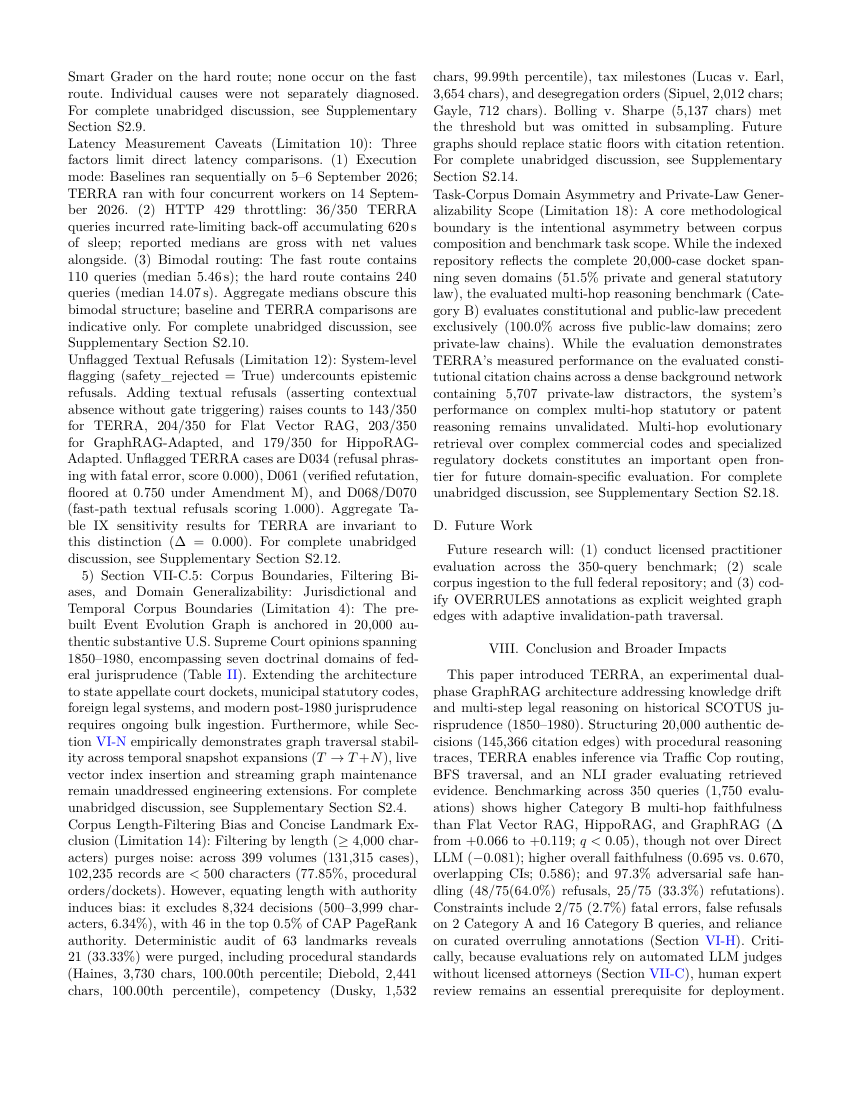 Smart Grader on the hard route; none occur on the fast
route. Individual causes were not separately diagnosed.
For complete unabridged discussion, see Supplementary
Section S2.9.
Latency Measurement Caveats (Limitation 10): Three
factors limit direct latency comparisons. (1) Execution
mode: Baselines ran sequentially on 5–6 September 2026;
TERRA ran with four concurrent workers on 14 Septem-
ber 2026. (2) HTTP 429 throttling: 36/350 TERRA
queries incurred rate-limiting back-off accumulating 620 s
of sleep; reported medians are gross with net values
alongside. (3) Bimodal routing: The fast route contains
110 queries (median 5.46 s); the hard route contains 240
queries (median 14.07 s). Aggregate medians obscure this
bimodal structure; baseline and TERRA comparisons are
indicative only. For complete unabridged discussion, see
Supplementary Section S2.10.
Unflagged Textual Refusals (Limitation 12): System-level
flagging (safety_rejected = True) undercounts epistemic
refusals. Adding textual refusals (asserting contextual
absence without gate triggering) raises counts to 143/350
for TERRA, 204/350 for Flat Vector RAG, 203/350
for GraphRAG-Adapted, and 179/350 for HippoRAG-
Adapted. Unflagged TERRA cases are D034 (refusal phras-
ing with fatal error, score 0.000), D061 (verified refutation,
floored at 0.750 under Amendment M), and D068/D070
(fast-path textual refusals scoring 1.000). Aggregate Ta-
ble IX sensitivity results for TERRA are invariant to
this distinction (Δ = 0.000). For complete unabridged
discussion, see Supplementary Section S2.12.
5) Section VII-C.5: Corpus Boundaries, Filtering Bi-
ases, and Domain Generalizability: Jurisdictional and
Temporal Corpus Boundaries (Limitation 4): The pre-
built Event Evolution Graph is anchored in 20,000 au-
thentic substantive U.S. Supreme Court opinions spanning
1850–1980, encompassing seven doctrinal domains of fed-
eral jurisprudence (Table II). Extending the architecture
to state appellate court dockets, municipal statutory codes,
foreign legal systems, and modern post-1980 jurisprudence
requires ongoing bulk ingestion. Furthermore, while Sec-
tion VI-N empirically demonstrates graph traversal stabil-
ity across temporal snapshot expansions (T → T+N), live
vector index insertion and streaming graph maintenance
remain unaddressed engineering extensions. For complete
unabridged discussion, see Supplementary Section S2.4.
Corpus Length-Filtering Bias and Concise Landmark Ex-
clusion (Limitation 14): Filtering by length (≥ 4,000 char-
acters) purges noise: across 399 volumes (131,315 cases),
102,235 records are < 500 characters (77.85%, procedural
orders/dockets). However, equating length with authority
induces bias: it excludes 8,324 decisions (500–3,999 char-
acters, 6.34%), with 46 in the top 0.5% of CAP PageRank
authority. Deterministic audit of 63 landmarks reveals
21 (33.33%) were purged, including procedural standards
(Haines, 3,730 chars, 100.00th percentile; Diebold, 2,441
chars, 100.00th percentile), competency (Dusky, 1,532
chars, 99.99th percentile), tax milestones (Lucas v. Earl,
3,654 chars), and desegregation orders (Sipuel, 2,012 chars;
Gayle, 712 chars). Bolling v. Sharpe (5,137 chars) met
the threshold but was omitted in subsampling. Future
graphs should replace static floors with citation retention.
For complete unabridged discussion, see Supplementary
Section S2.14.
Task-Corpus Domain Asymmetry and Private-Law Gener-
alizability Scope (Limitation 18): A core methodological
boundary is the intentional asymmetry between corpus
composition and benchmark task scope. While the indexed
repository reflects the complete 20,000-case docket span-
ning seven domains (51.5% private and general statutory
law), the evaluated multi-hop reasoning benchmark (Cate-
gory B) evaluates constitutional and public-law precedent
exclusively (100.0% across five public-law domains; zero
private-law chains). While the evaluation demonstrates
TERRA's measured performance on the evaluated consti-
tutional citation chains across a dense background network
containing 5,707 private-law distractors, the system's
performance on complex multi-hop statutory or patent
reasoning remains unvalidated. Multi-hop evolutionary
retrieval over complex commercial codes and specialized
regulatory dockets constitutes an important open fron-
tier for future domain-specific evaluation. For complete
unabridged discussion, see Supplementary Section S2.18.
D. Future Work
Future research will: (1) conduct licensed practitioner
evaluation across the 350-query benchmark; (2) scale
corpus ingestion to the full federal repository; and (3) cod-
ify OVERRULES annotations as explicit weighted graph
edges with adaptive invalidation-path traversal.
VIII. Conclusion and Broader Impacts
This paper introduced TERRA, an experimental dual-
phase GraphRAG architecture addressing knowledge drift
and multi-step legal reasoning on historical SCOTUS ju-
risprudence (1850–1980). Structuring 20,000 authentic de-
cisions (145,366 citation edges) with procedural reasoning
traces, TERRA enables inference via Traffic Cop routing,
BFS traversal, and an NLI grader evaluating retrieved
evidence. Benchmarking across 350 queries (1,750 evalu-
ations) shows higher Category B multi-hop faithfulness
than Flat Vector RAG, HippoRAG, and GraphRAG (Δ
from +0.066 to +0.119; q < 0.05), though not over Direct
LLM (−0.081); higher overall faithfulness (0.695 vs. 0.670,
overlapping CIs; 0.586); and 97.3% adversarial safe han-
dling (48/75(64.0%) refusals, 25/75 (33.3%) refutations).
Constraints include 2/75 (2.7%) fatal errors, false refusals
on 2 Category A and 16 Category B queries, and reliance
on curated overruling annotations (Section VI-H). Criti-
cally, because evaluations rely on automated LLM judges
without licensed attorneys (Section VII-C), human expert
review remains an essential prerequisite for deployment.